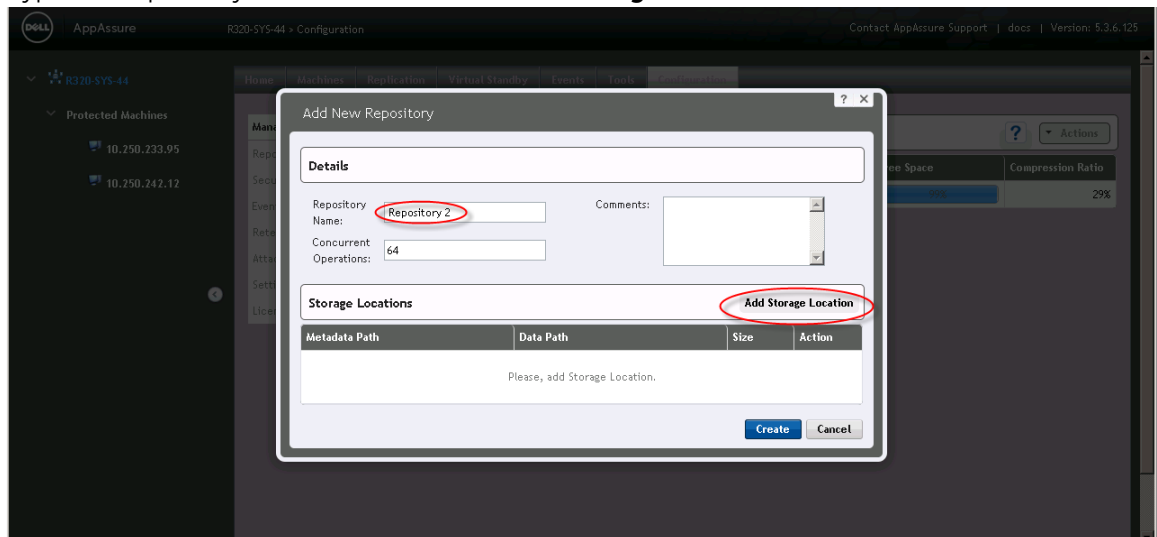 DELL AppAssure R320-SYS-44 > Configuration Contact AppAssure Support | docs | Version: 5.3.6.125
R320-SYS-44
Home Machines Replication Virtual Standby Events Tools
Protected Machines
10.250.233.95
10.250.242.12
Add New Repository ? ×
? Actions
Details
Space Compression Ratio
29%
Repository Name: Repository 2
Comments:
Concurrent Operations: 64
Storage Locations Add Storage Location
Metadata Path Data Path Size Action
Please, add Storage Location.
Create Cancel